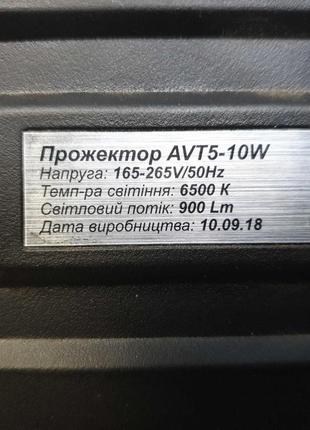 Прожектор AVT5-10W
Напруга: 165-265V/50Hz
Темп-ра світіння: 6500 К
Світловий потік: 900 Lm
Дата виробництва: 10.09.18